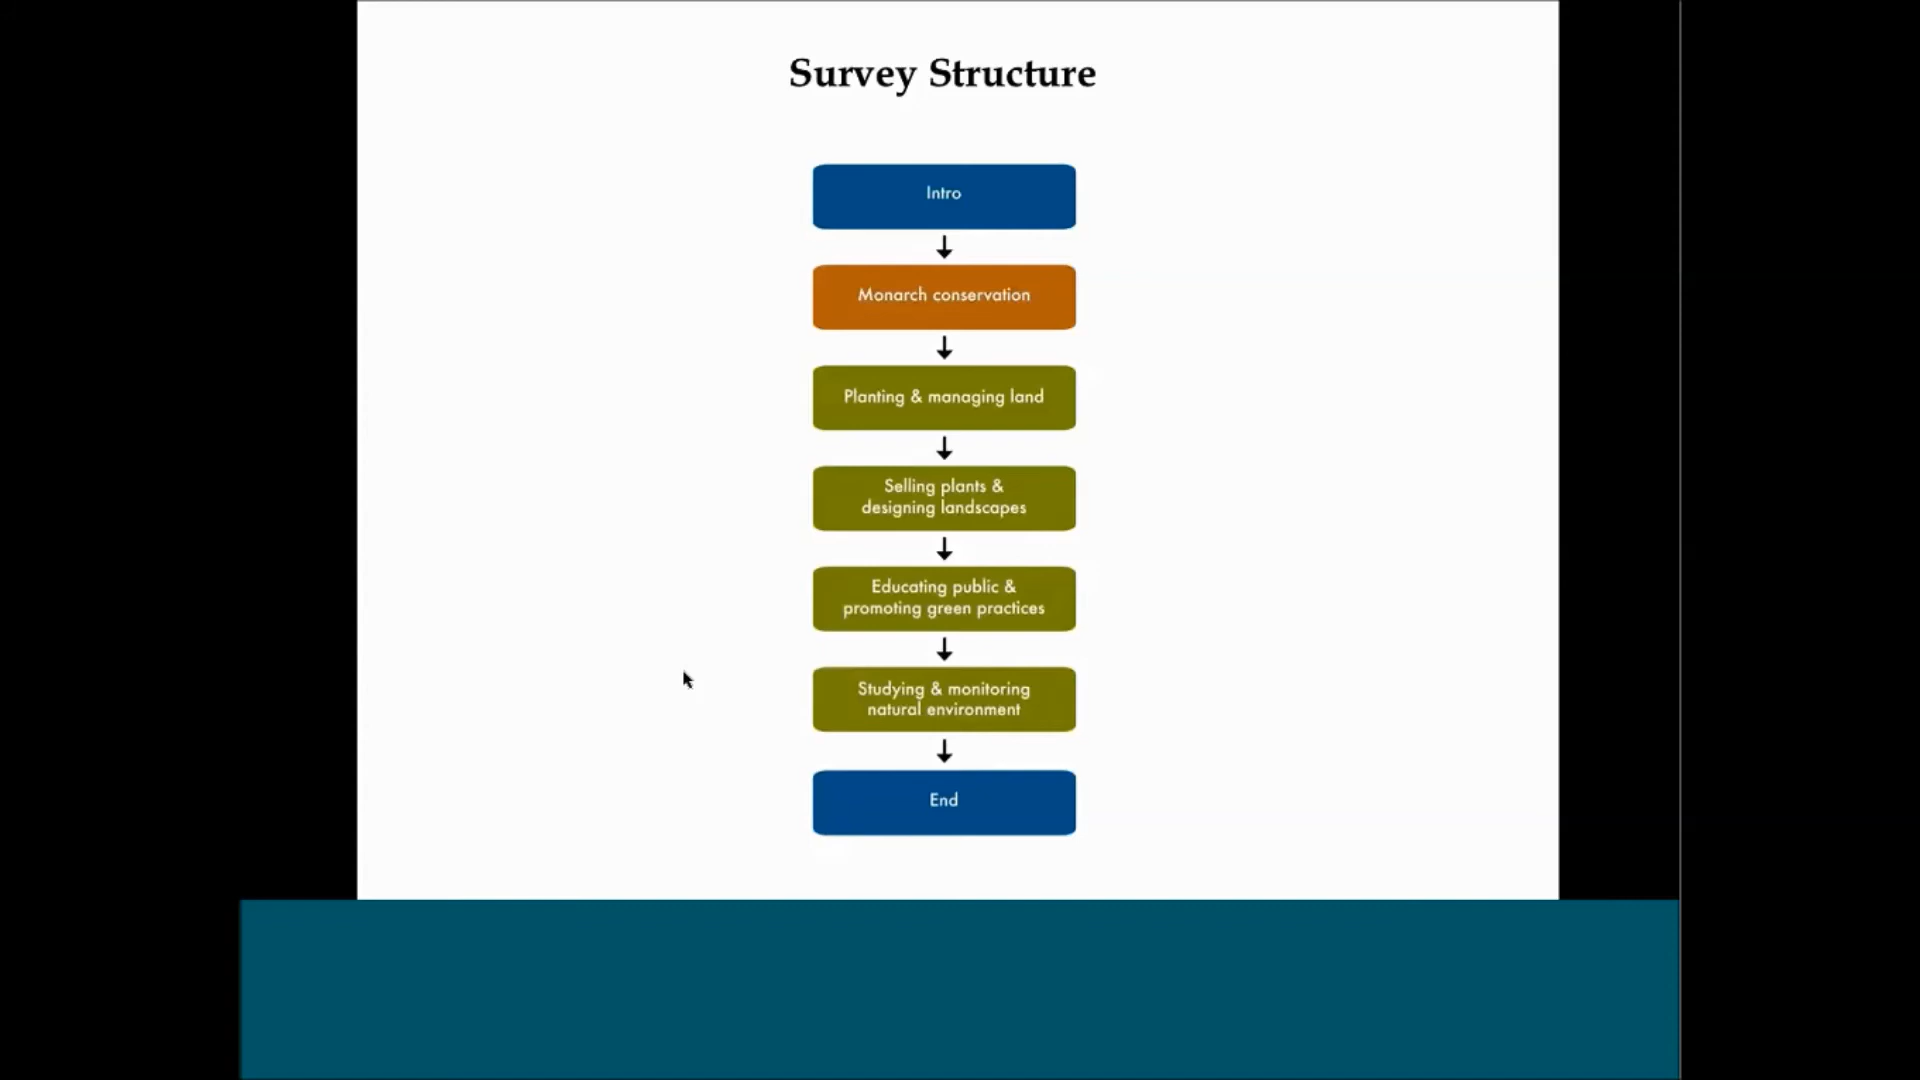 Survey Structure
Intro
Monarch conservation
Planting & managing land
Selling plants &
designing landscapes
Educating public &
promoting green practices
Studying & monitoring
natural environment
End